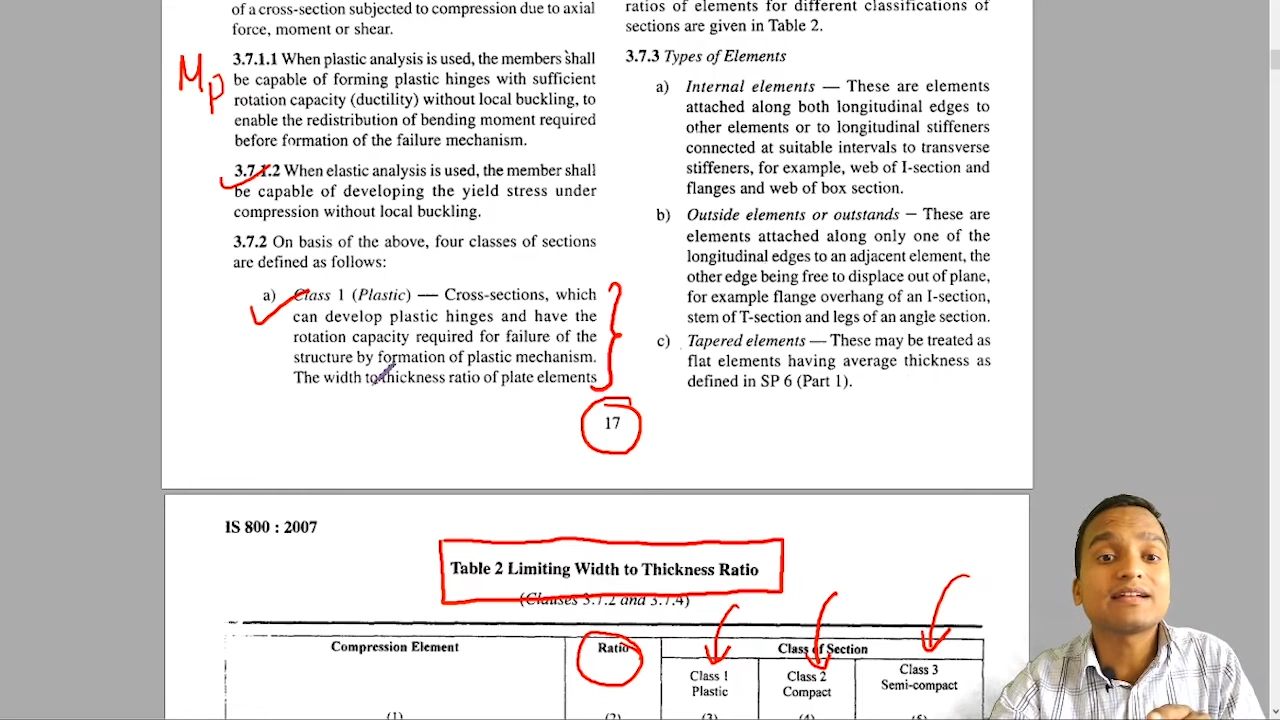 of a cross-section subjected to compression due to axial
force, moment or shear.
Mp
3.7.1.1 When plastic analysis is used, the members shall
be capable of forming plastic hinges with sufficient
rotation capacity (ductility) without local buckling, to
enable the redistribution of bending moment required
before formation of the failure mechanism.
3.7.1.2 When elastic analysis is used, the member shall
be capable of developing the yield stress under
compression without local buckling.
3.7.2 On basis of the above, four classes of sections
are defined as follows:
a) Class 1 (Plastic) — Cross-sections, which
can develop plastic hinges and have the
rotation capacity required for failure of the
structure by formation of plastic mechanism.
The width to thickness ratio of plate elements
ratios of elements for different classifications of
sections are given in Table 2.
3.7.3 Types of Elements
a) Internal elements — These are elements
attached along both longitudinal edges to
other elements or to longitudinal stiffeners
connected at suitable intervals to transverse
stiffeners, for example, web of I-section and
flanges and web of box section.
b) Outside elements or outstands — These are
elements attached along only one of the
longitudinal edges to an adjacent element, the
other edge being free to displace out of plane,
for example flange overhang of an I-section,
stem of T-section and legs of an angle section.
c) Tapered elements — These may be treated as
flat elements having average thickness as
defined in SP 6 (Part 1).
17
IS 800 : 2007
Table 2 Limiting Width to Thickness Ratio
(Clauses 3.7.2 and 3.7.4)
Compression Element Ratio Class of Section
Class 1 Class 2 Class 3
Plastic Compact Semi-compact
(1) (2) (3) (4) (5)